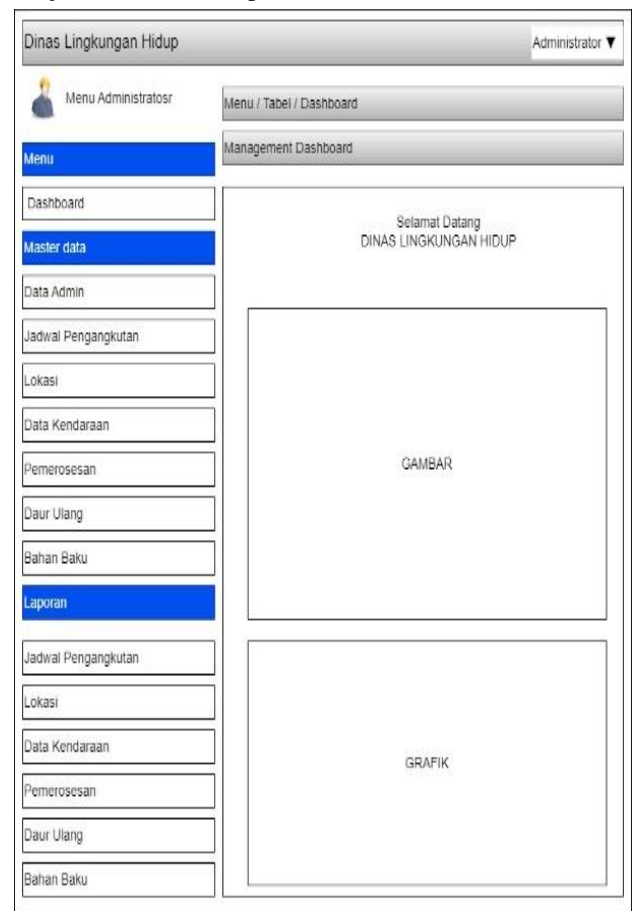 Dinas Lingkungan Hidup
Administrator ▼
Menu Administratosr
Menu / Tabel / Dashboard
Management Dashboard
Menu
Dashboard
Master data
Data Admin
Jadwal Pengangkutan
Lokasi
Data Kendaraan
Pemerosesan
Daur Ulang
Bahan Baku
Laporan
Jadwal Pengangkutan
Lokasi
Data Kendaraan
Pemerosesan
Daur Ulang
Bahan Baku
Selamat Datang
DINAS LINGKUNGAN HIDUP
GAMBAR
GRAFIK